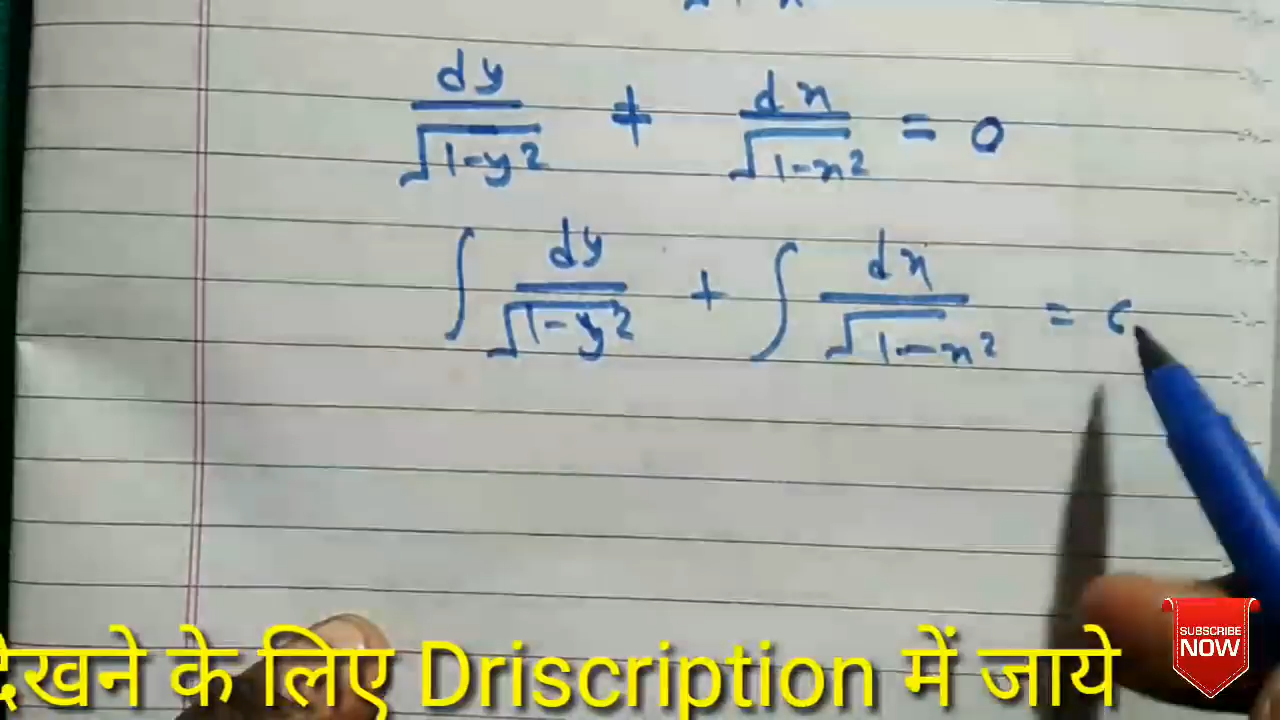 dy/√1-y² + dx/√1-x² = 0
∫ dy/√1-y² + ∫ dx/√1-x² = c
देखने के लिए Driscription में जाये
SUBSCRIBE
NOW